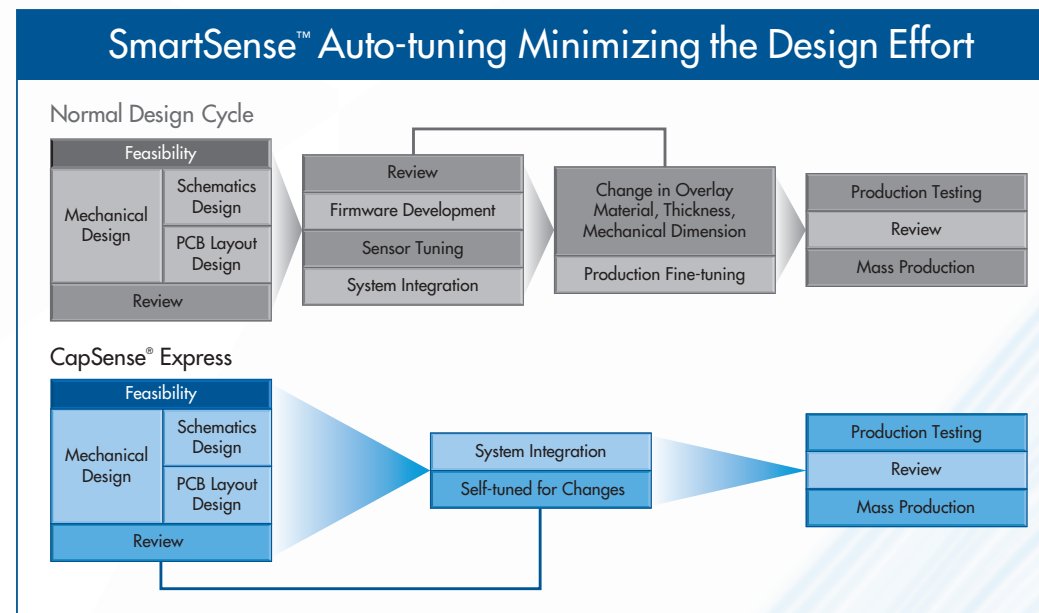 SmartSense™ Auto-tuning Minimizing the Design Effort
Normal Design Cycle
Feasibility
Mechanical
Design
Schematics
Design
PCB Layout
Design
Review
Review
Firmware Development
Sensor Tuning
System Integration
Change in Overlay
Material, Thickness,
Mechanical Dimension
Production Fine-tuning
Production Testing
Review
Mass Production
CapSense® Express
Feasibility
Mechanical
Design
Schematics
Design
PCB Layout
Design
Review
System Integration
Self-tuned for Changes
Production Testing
Review
Mass Production